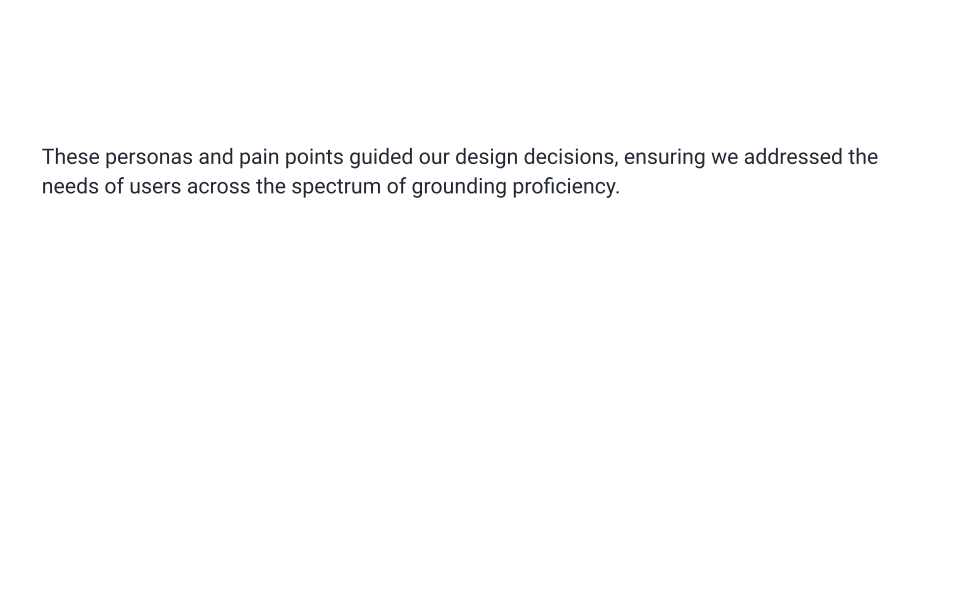 These personas and pain points guided our design decisions, ensuring we addressed the
needs of users across the spectrum of grounding proficiency.